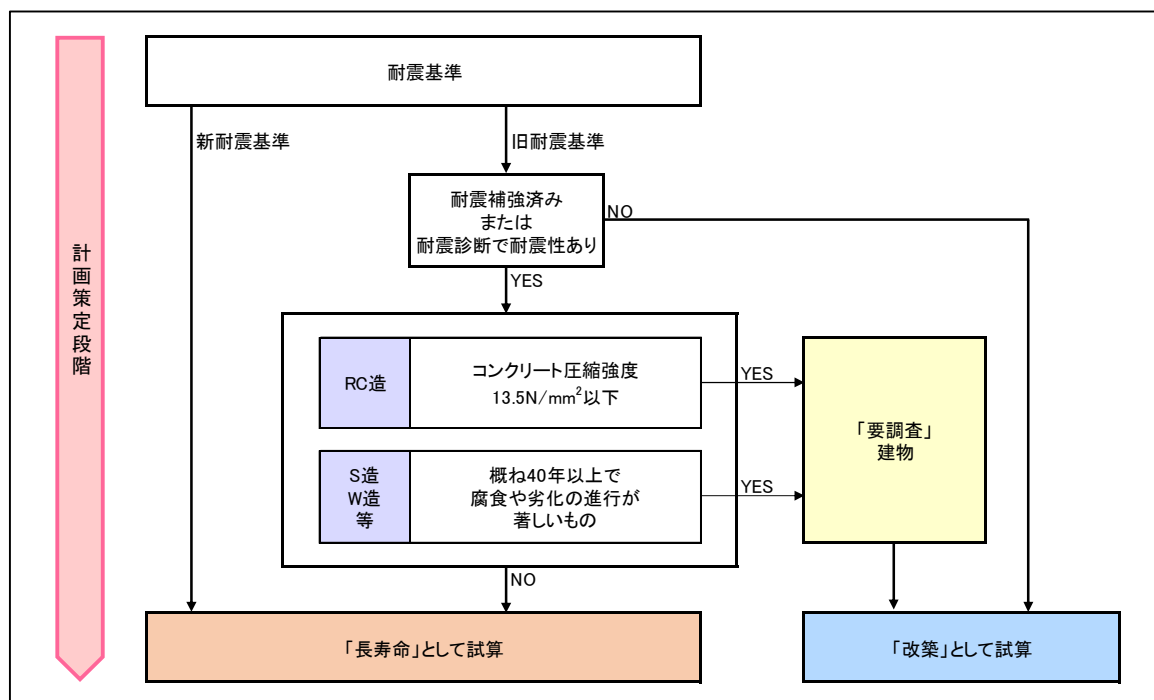 耐震基準
新耐震基準
旧耐震基準
耐震補強済み
または
耐震診断で耐震性あり
NO
YES
計画策定段階
RC造
コンクリート圧縮強度
13.5N/mm²以下
YES
S造
W造
等
概ね40年以上で
腐食や劣化の進行が
著しいもの
YES
「要調査」
建物
NO
「長寿命」として試算
「改築」として試算